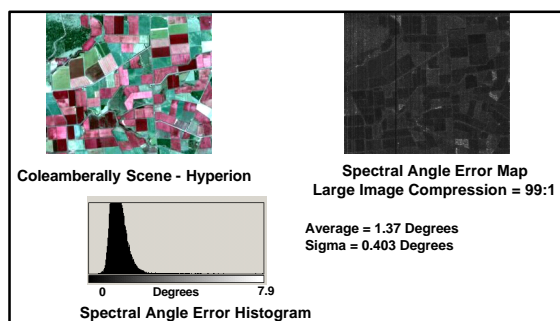 Coleamberally Scene - Hyperion
Spectral Angle Error Map
Large Image Compression = 99:1
Average = 1.37 Degrees
Sigma = 0.403 Degrees
0 Degrees 7.9
Spectral Angle Error Histogram